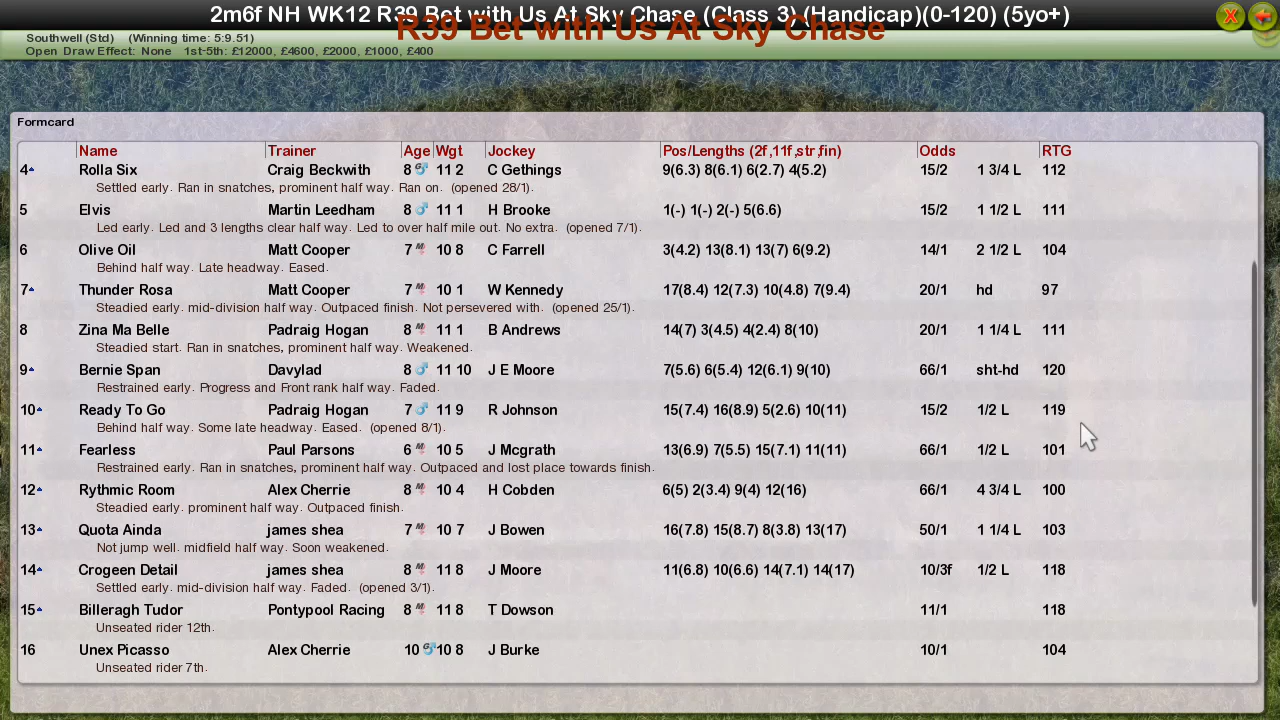 2m6f NH WK12 R39 Bet with Us At Sky Chase (Class 3) (Handicap)(0-120) (5yo+)
R39 Bet with Us At Sky Chase
Southwell (Std) (Winning time: 5:9.51)
Open Draw Effect: None 1st-5th: £12000, £4600, £2000, £1000, £400
Formcard
Name Trainer Age Wgt Jockey Pos/Lengths (2f,11f,str,fin) Odds RTG
4 Rolla Six Craig Beckwith 8 11 2 C Gethings 9(6.3) 8(6.1) 6(2.7) 4(5.2) 15/2 1 3/4 L 112
Settled early. Ran in snatches, prominent half way. Ran on. (opened 28/1).
5 Elvis Martin Leedham 8 11 1 H Brooke 1(-) 1(-) 2(-) 5(6.6) 15/2 1 1/2 L 111
Led early. Led and 3 lengths clear half way. Led to over half mile out. No extra. (opened 7/1).
6 Olive Oil Matt Cooper 7 10 8 C Farrell 3(4.2) 13(8.1) 13(7) 6(9.2) 14/1 2 1/2 L 104
Behind half way. Late headway. Eased.
7 Thunder Rosa Matt Cooper 7 10 1 W Kennedy 17(8.4) 12(7.3) 10(4.8) 7(9.4) 20/1 hd 97
Steadied early. mid-division half way. Outpaced finish. Not persevered with. (opened 25/1).
8 Zina Ma Belle Padraig Hogan 8 11 1 B Andrews 14(7) 3(4.5) 4(2.4) 8(10) 20/1 1 1/4 L 111
Steadied start. Ran in snatches, prominent half way. Weakened.
9 Bernie Span Davylad 8 11 10 J E Moore 7(5.6) 6(5.4) 12(6.1) 9(10) 66/1 sht-hd 120
Restrained early. Progress and Front rank half way. Faded.
10 Ready To Go Padraig Hogan 7 11 9 R Johnson 15(7.4) 16(8.9) 5(2.6) 10(11) 15/2 1/2 L 119
Behind half way. Some late headway. Eased. (opened 8/1).
11 Fearless Paul Parsons 6 10 5 J Mcgrath 13(6.9) 7(5.5) 15(7.1) 11(11) 66/1 1/2 L 101
Restrained early. Ran in snatches, prominent half way. Outpaced and lost place towards finish.
12 Rythmic Room Alex Cherrie 8 10 4 H Cobden 6(5) 2(3.4) 9(4) 12(16) 66/1 4 3/4 L 100
Steadied early. prominent half way. Outpaced finish.
13 Quota Ainda james shea 7 10 7 J Bowen 16(7.8) 15(8.7) 8(3.8) 13(17) 50/1 1 1/4 L 103
Not jump well. midfield half way. Soon weakened.
14 Crogeen Detail james shea 8 11 8 J Moore 11(6.8) 10(6.6) 14(7.1) 14(17) 10/3f 1/2 L 118
Settled early. mid-division half way. Faded. (opened 3/1).
15 Billeragh Tudor Pontypool Racing 8 11 8 T Dowson 11/1 118
Unseated rider 12th.
16 Unex Picasso Alex Cherrie 10 10 8 J Burke 10/1 104
Unseated rider 7th.